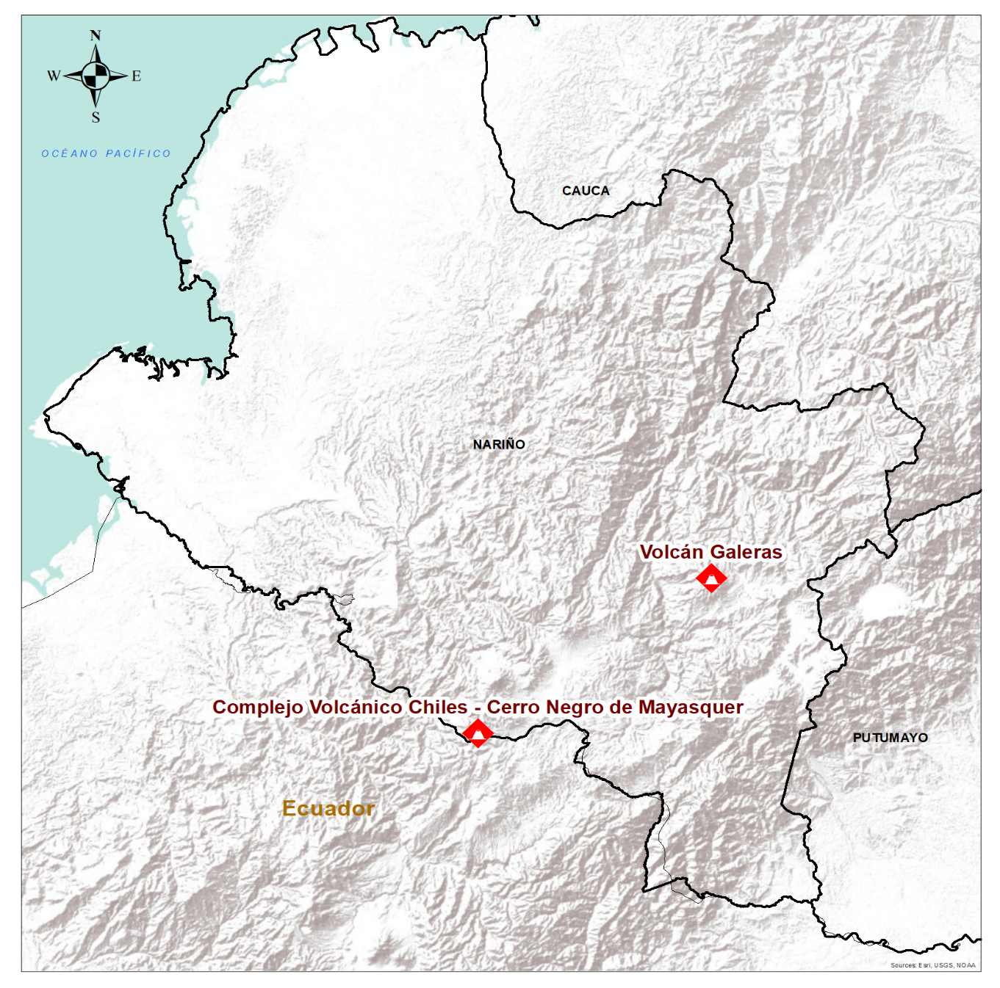 N
W
E
S
OCÉANO PACÍFICO
CAUCA
NARIÑO
Volcán Galeras
Complejo Volcánico Chiles - Cerro Negro de Mayasquer
PUTUMAYO
Ecuador
Sources: Esri, USGS, NOAA